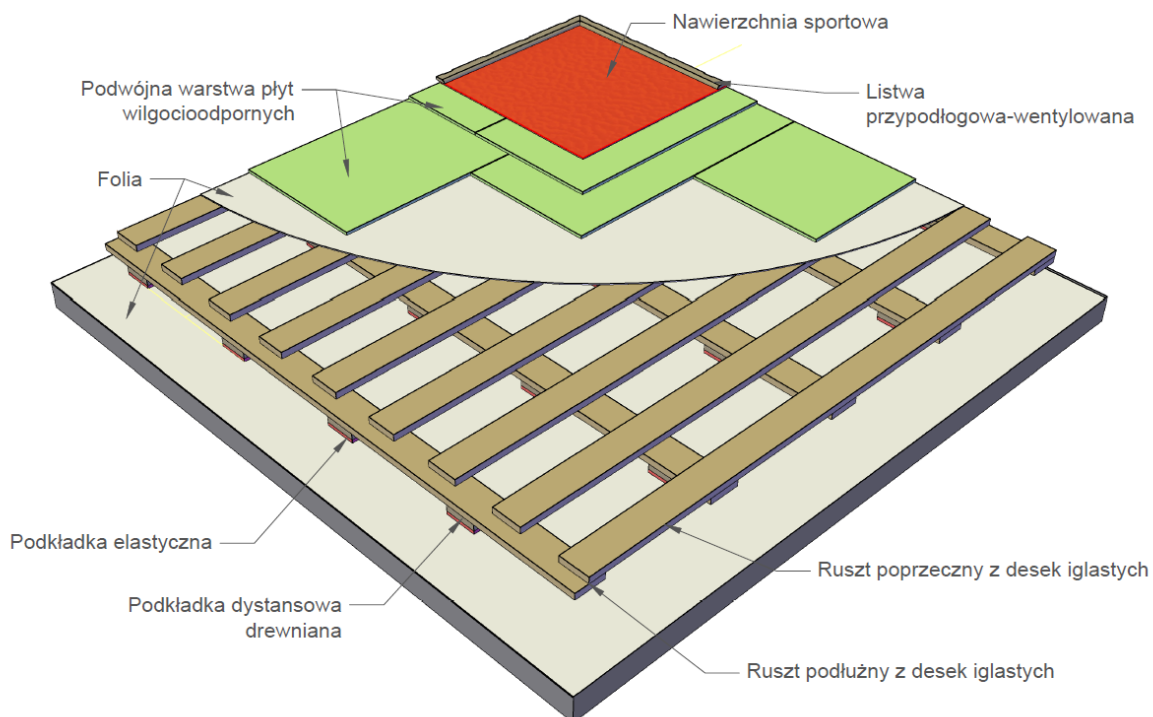 Nawierzchnia sportowa
Podwójna warstwa płyt
wilgocioodpornych
Listwa
przypodłogowa-wentylowana
Folia
Podkładka elastyczna
Ruszt poprzeczny z desek iglastych
Podkładka dystansowa
drewniana
Ruszt podłużny z desek iglastych